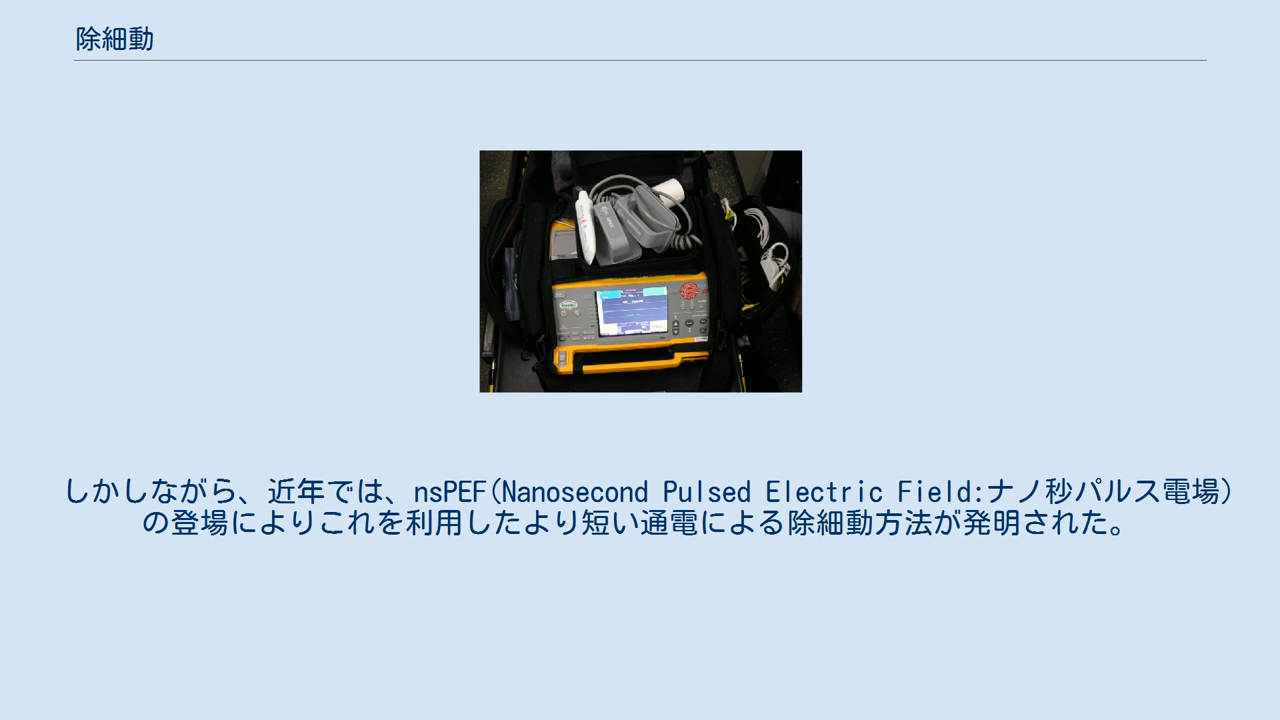 除細動
しかしながら、近年では、nsPEF(Nanosecond Pulsed Electric Field:ナノ秒パルス電場)
の登場によりこれを利用したより短い通電による除細動方法が発明された。